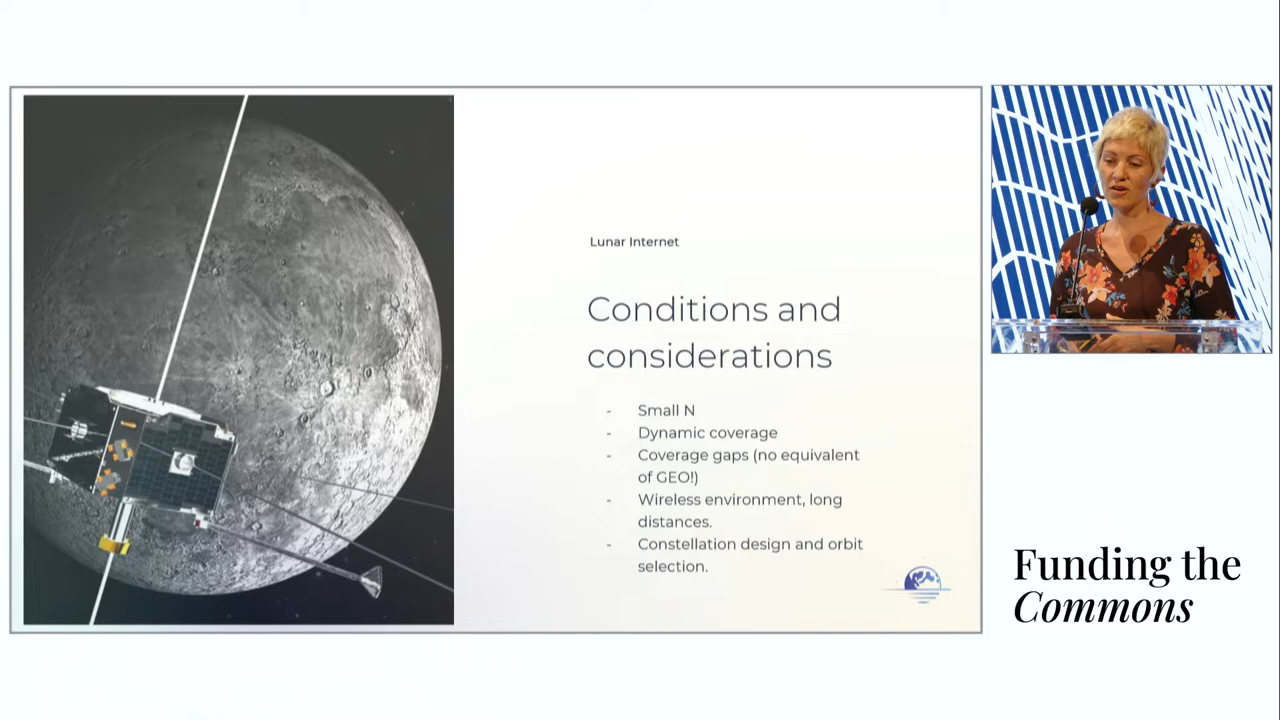 Lunar Internet
Conditions and
considerations
- Small N
- Dynamic coverage
- Coverage gaps (no equivalent
of GEO!)
- Wireless environment, long
distances.
- Constellation design and orbit
selection.
Funding the
Commons